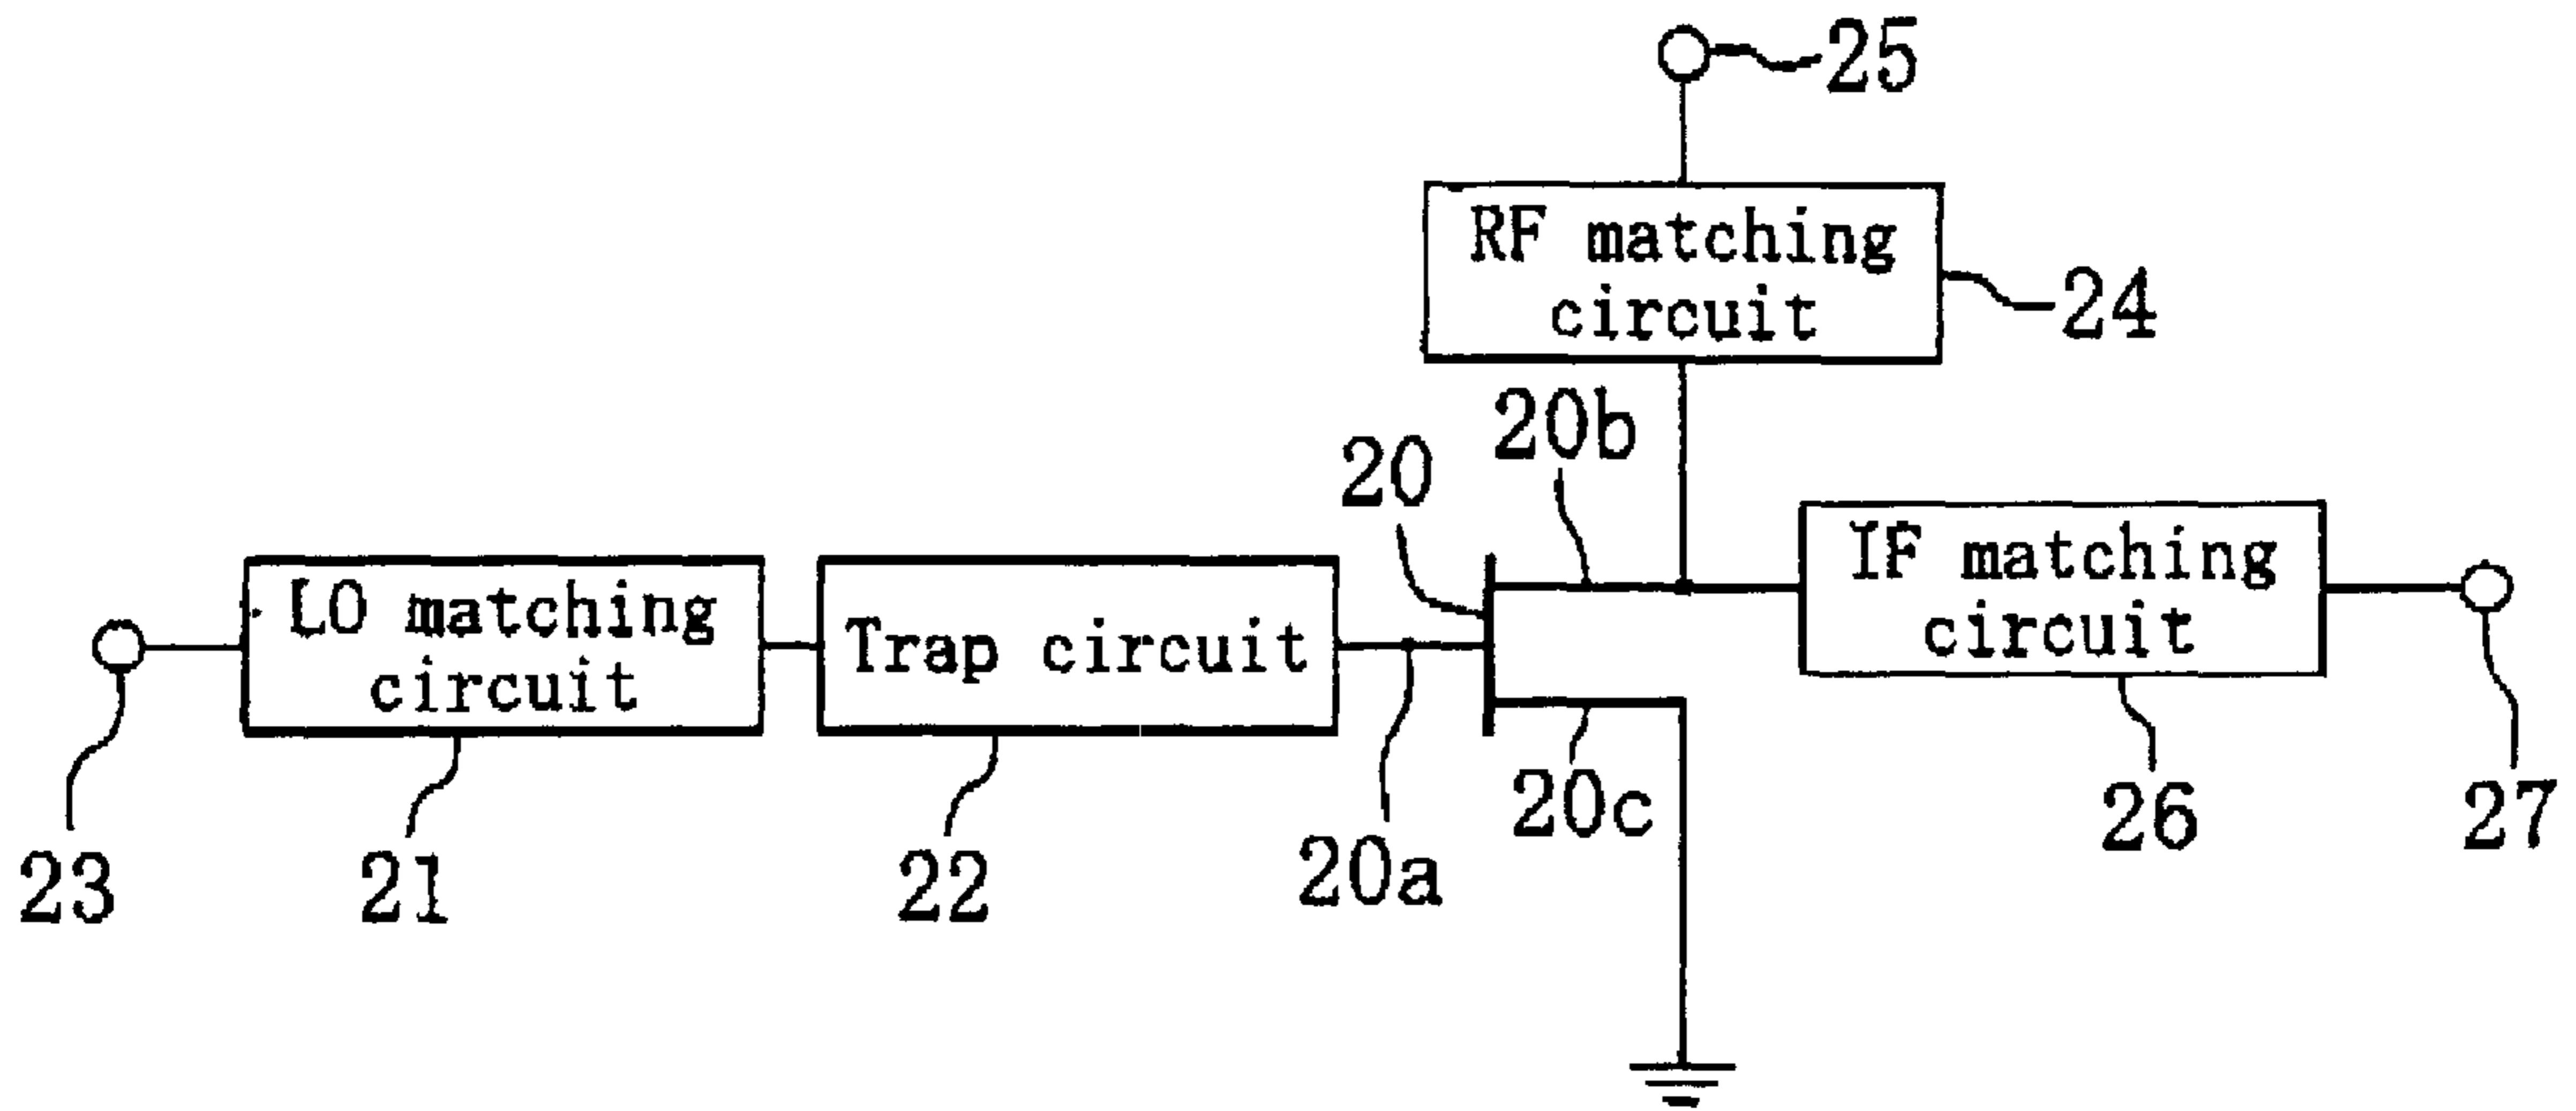 25
RF matching
circuit
24
20b
20
IF matching
circuit
LO matching
circuit
Trap circuit
23
21
22
20a
20c
26
27